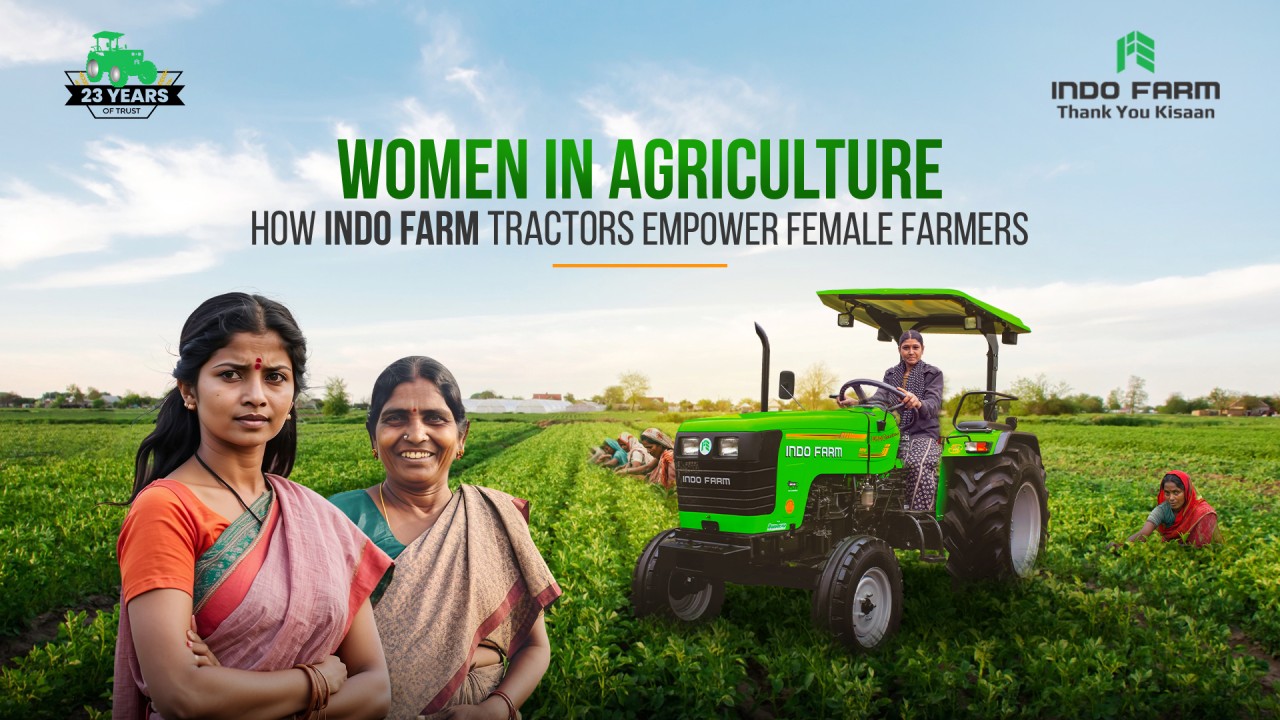 23 YEARS
OF TRUST
INDO FARM
Thank You Kisaan
WOMEN IN AGRICULTURE
HOW INDO FARM TRACTORS EMPOWER FEMALE FARMERS
INDO FARM
INDO FARM